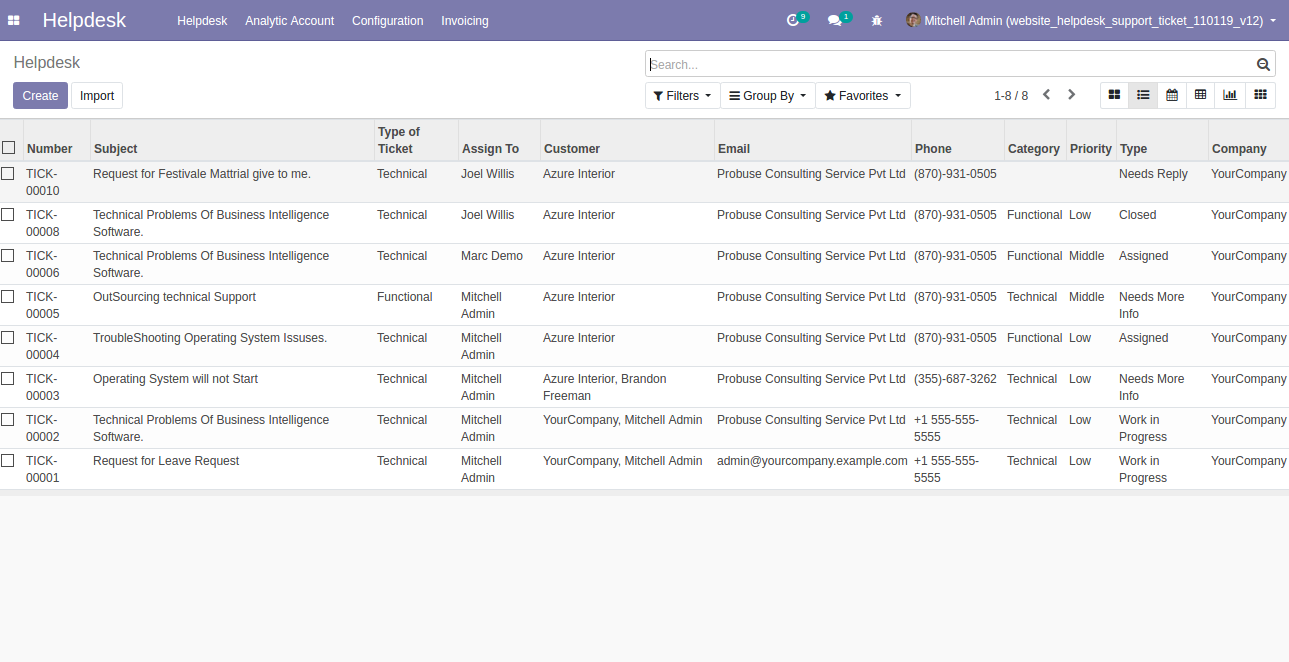 Helpdesk Helpdesk Analytic Account Configuration Invoicing 9 1 Mitchell Admin (website_helpdesk_support_ticket_110119_v12)
Helpdesk Search...
Create Import Filters Group By Favorites 1-8 / 8
Number Subject Type of Ticket Assign To Customer Email Phone Category Priority Type Company
TICK-00010 Request for Festivale Mattrial give to me. Technical Joel Willis Azure Interior Probuse Consulting Service Pvt Ltd (870)-931-0505 Needs Reply YourCompany
TICK-00008 Technical Problems Of Business Intelligence Software. Technical Joel Willis Azure Interior Probuse Consulting Service Pvt Ltd (870)-931-0505 Functional Low Closed YourCompany
TICK-00006 Technical Problems Of Business Intelligence Software. Technical Marc Demo Azure Interior Probuse Consulting Service Pvt Ltd (870)-931-0505 Functional Middle Assigned YourCompany
TICK-00005 OutSourcing technical Support Functional Mitchell Admin Azure Interior Probuse Consulting Service Pvt Ltd (870)-931-0505 Technical Middle Needs More Info YourCompany
TICK-00004 TroubleShooting Operating System Issuses. Technical Mitchell Admin Azure Interior Probuse Consulting Service Pvt Ltd (870)-931-0505 Functional Low Assigned YourCompany
TICK-00003 Operating System will not Start Technical Mitchell Admin Azure Interior, Brandon Freeman Probuse Consulting Service Pvt Ltd (355)-687-3262 Technical Low Needs More Info YourCompany
TICK-00002 Technical Problems Of Business Intelligence Software. Technical Mitchell Admin YourCompany, Mitchell Admin Probuse Consulting Service Pvt Ltd +1 555-555-5555 Technical Low Work in Progress YourCompany
TICK-00001 Request for Leave Request Technical Mitchell Admin YourCompany, Mitchell Admin admin@yourcompany.example.com +1 555-555-5555 Technical Low Work in Progress YourCompany